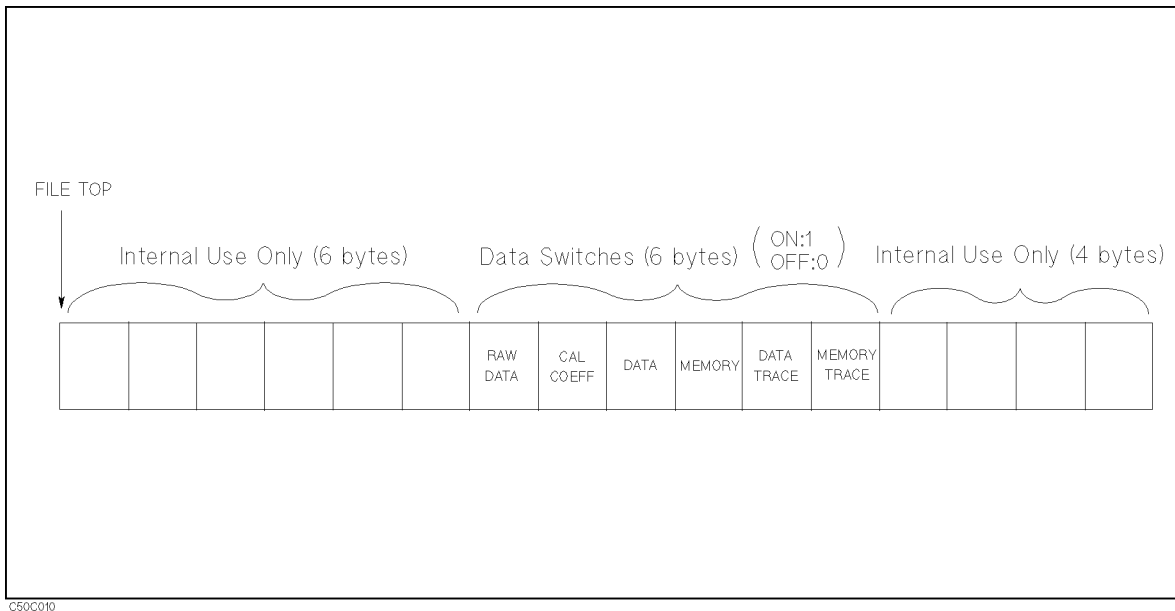 FILE TOP
Internal Use Only (6 bytes)
Data Switches (6 bytes) ( ON:1
OFF:0 )
Internal Use Only (4 bytes)
RAW
DATA
CAL
COEFF
DATA
MEMORY
DATA
TRACE
MEMORY
TRACE
C50C010